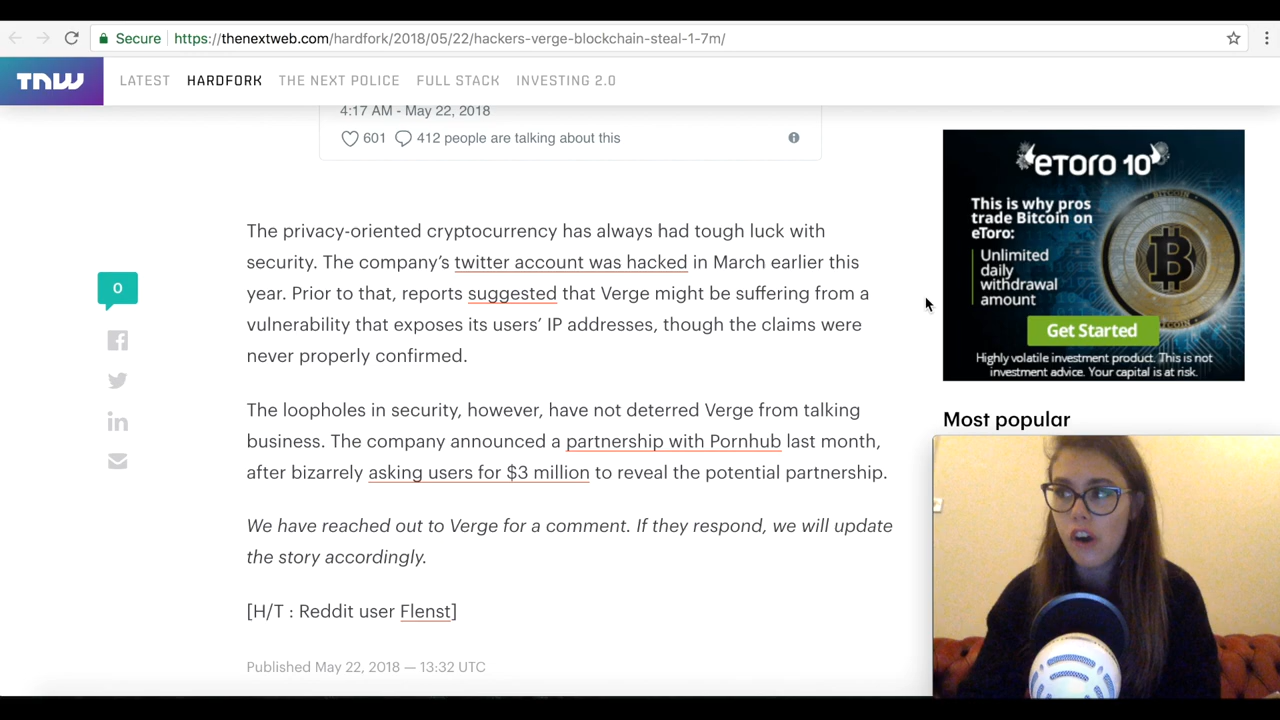 Secure https://thenextweb.com/hardfork/2018/05/22/hackers-verge-blockchain-steal-1-7m/
TNW LATEST HARDFORK THE NEXT POLICE FULL STACK INVESTING 2.0
4:17 AM - May 22, 2018
601 412 people are talking about this
The privacy-oriented cryptocurrency has always had tough luck with
security. The company’s twitter account was hacked in March earlier this
year. Prior to that, reports suggested that Verge might be suffering from a
vulnerability that exposes its users’ IP addresses, though the claims were
never properly confirmed.
The loopholes in security, however, have not deterred Verge from talking
business. The company announced a partnership with Pornhub last month,
after bizarrely asking users for $3 million to reveal the potential partnership.
We have reached out to Verge for a comment. If they respond, we will update
the story accordingly.
[H/T : Reddit user Flenst]
Published May 22, 2018 — 13:32 UTC
0
eTORO 10
This is why pros
trade Bitcoin on
eToro:
Unlimited
daily
withdrawal
amount
BITCOIN
Get Started
Highly volatile investment product. This is not
investment advice. Your capital is at risk.
Most popular